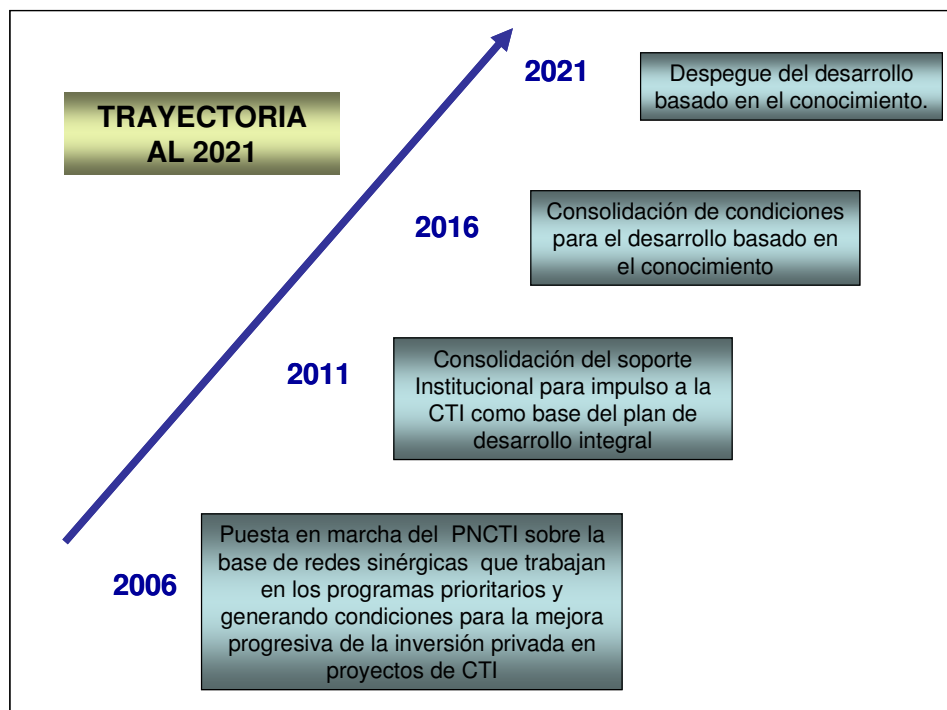 TRAYECTORIA
AL 2021
2021
Despegue del desarrollo
basado en el conocimiento.
2016
Consolidación de condiciones
para el desarrollo basado en
el conocimiento
2011
Consolidación del soporte
Institucional para impulso a la
CTI como base del plan de
desarrollo integral
2006
Puesta en marcha del PNCTI sobre la
base de redes sinérgicas que trabajan
en los programas prioritarios y
generando condiciones para la mejora
progresiva de la inversión privada en
proyectos de CTI